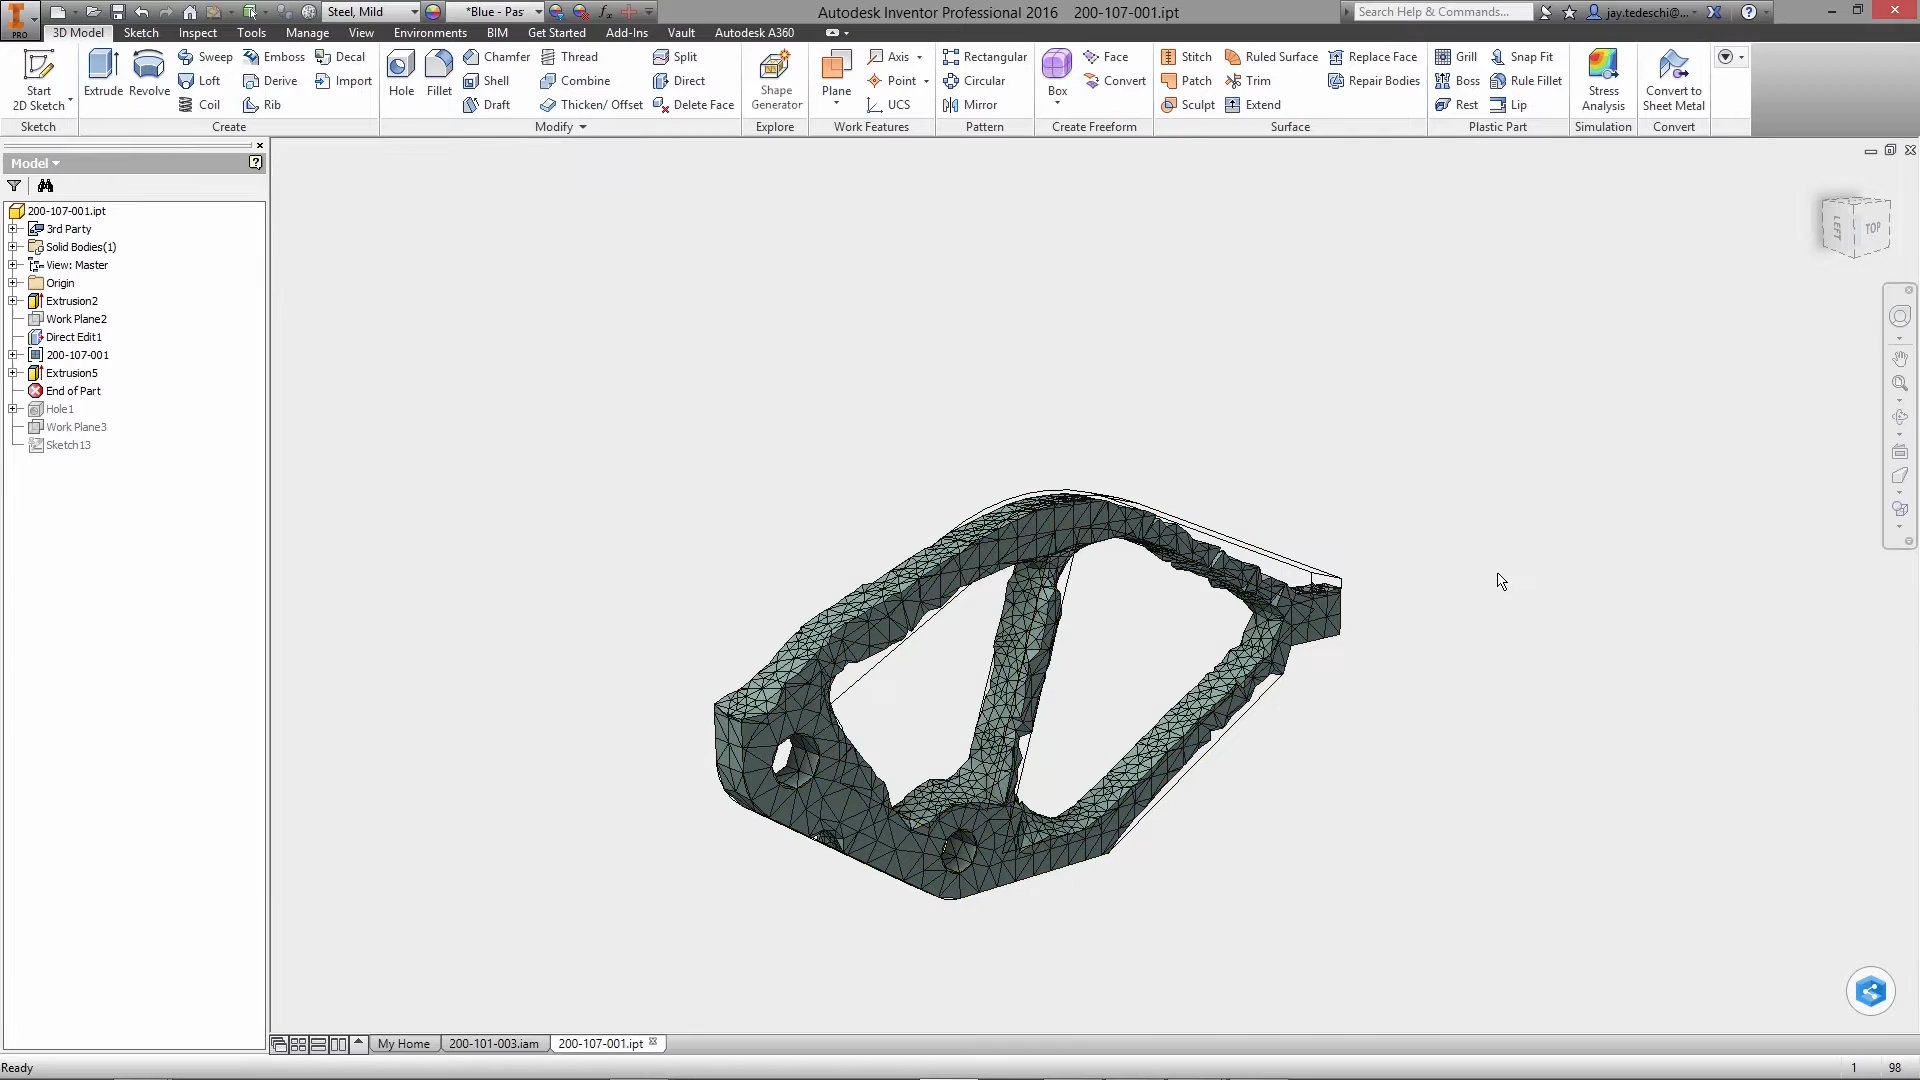 PRO
Steel, Mild
*Blue - Pas
fx
Autodesk Inventor Professional 2016 200-107-001.ipt
Search Help & Commands...
jay.tedeschi@...
3D Model Sketch Inspect Tools Manage View Environments BIM Get Started Add-Ins Vault Autodesk A360
Start
2D Sketch
Extrude
Revolve
Sweep
Emboss
Decal
Loft
Derive
Import
Coil
Rib
Hole
Fillet
Chamfer
Thread
Split
Shell
Combine
Direct
Draft
Thicken/ Offset
Delete Face
Shape
Generator
Plane
Axis
Point
UCS
Rectangular
Circular
Mirror
Box
Face
Convert
Stitch
Ruled Surface
Replace Face
Patch
Trim
Repair Bodies
Sculpt
Extend
Grill
Snap Fit
Boss
Rule Fillet
Rest
Lip
Stress
Analysis
Convert to
Sheet Metal
Sketch
Create
Modify
Explore
Work Features
Pattern
Create Freeform
Surface
Plastic Part
Simulation
Convert
Model
200-107-001.ipt
3rd Party
Solid Bodies(1)
View: Master
Origin
Extrusion2
Work Plane2
Direct Edit1
200-107-001
Extrusion5
End of Part
Hole1
Work Plane3
Sketch13
LEFT
TOP
My Home
200-101-003.iam
200-107-001.ipt
Ready
1
98